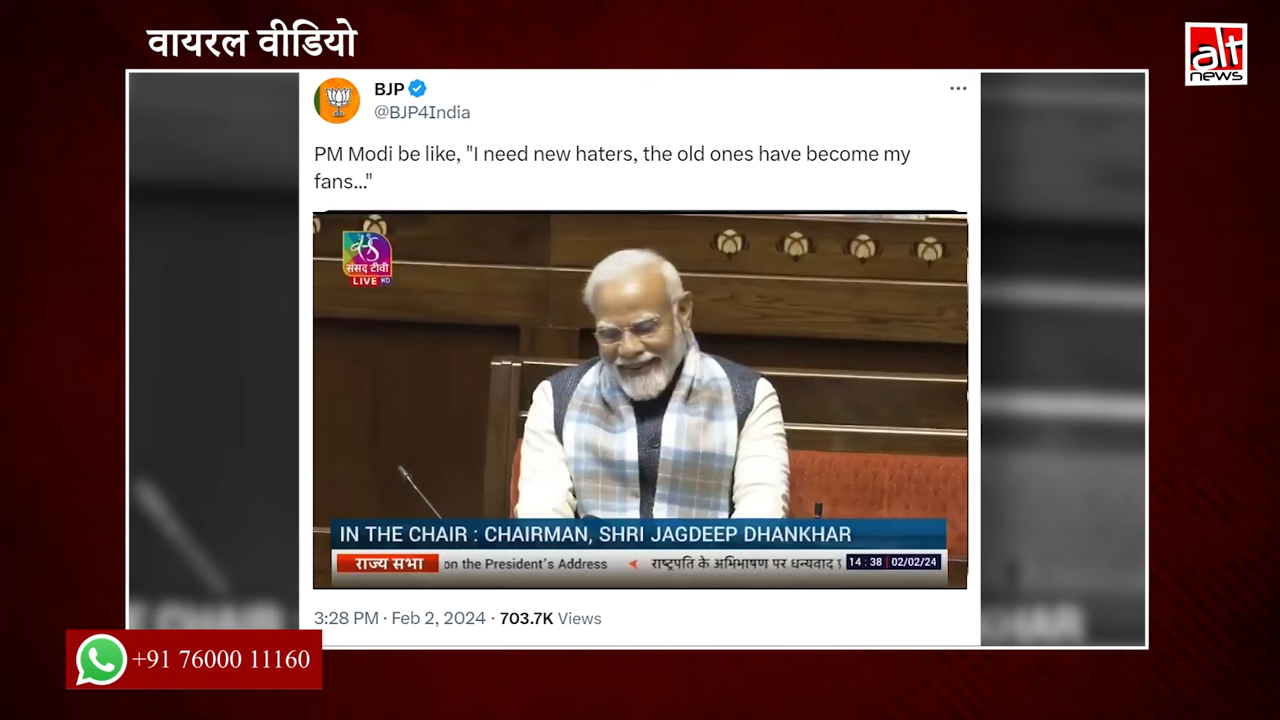 वायरल वीडियो
alt
news
BJP
@BJP4India
PM Modi be like, "I need new haters, the old ones have become my
fans..."
संसद टीवी
LIVE HD
IN THE CHAIR : CHAIRMAN, SHRI JAGDEEP DHANKHAR
राज्य सभा on the President's Address राष्ट्रपति के अभिभाषण पर धन्यवाद 14 : 38 02/02/24
3:28 PM · Feb 2, 2024 · 703.7K Views
+91 76000 11160